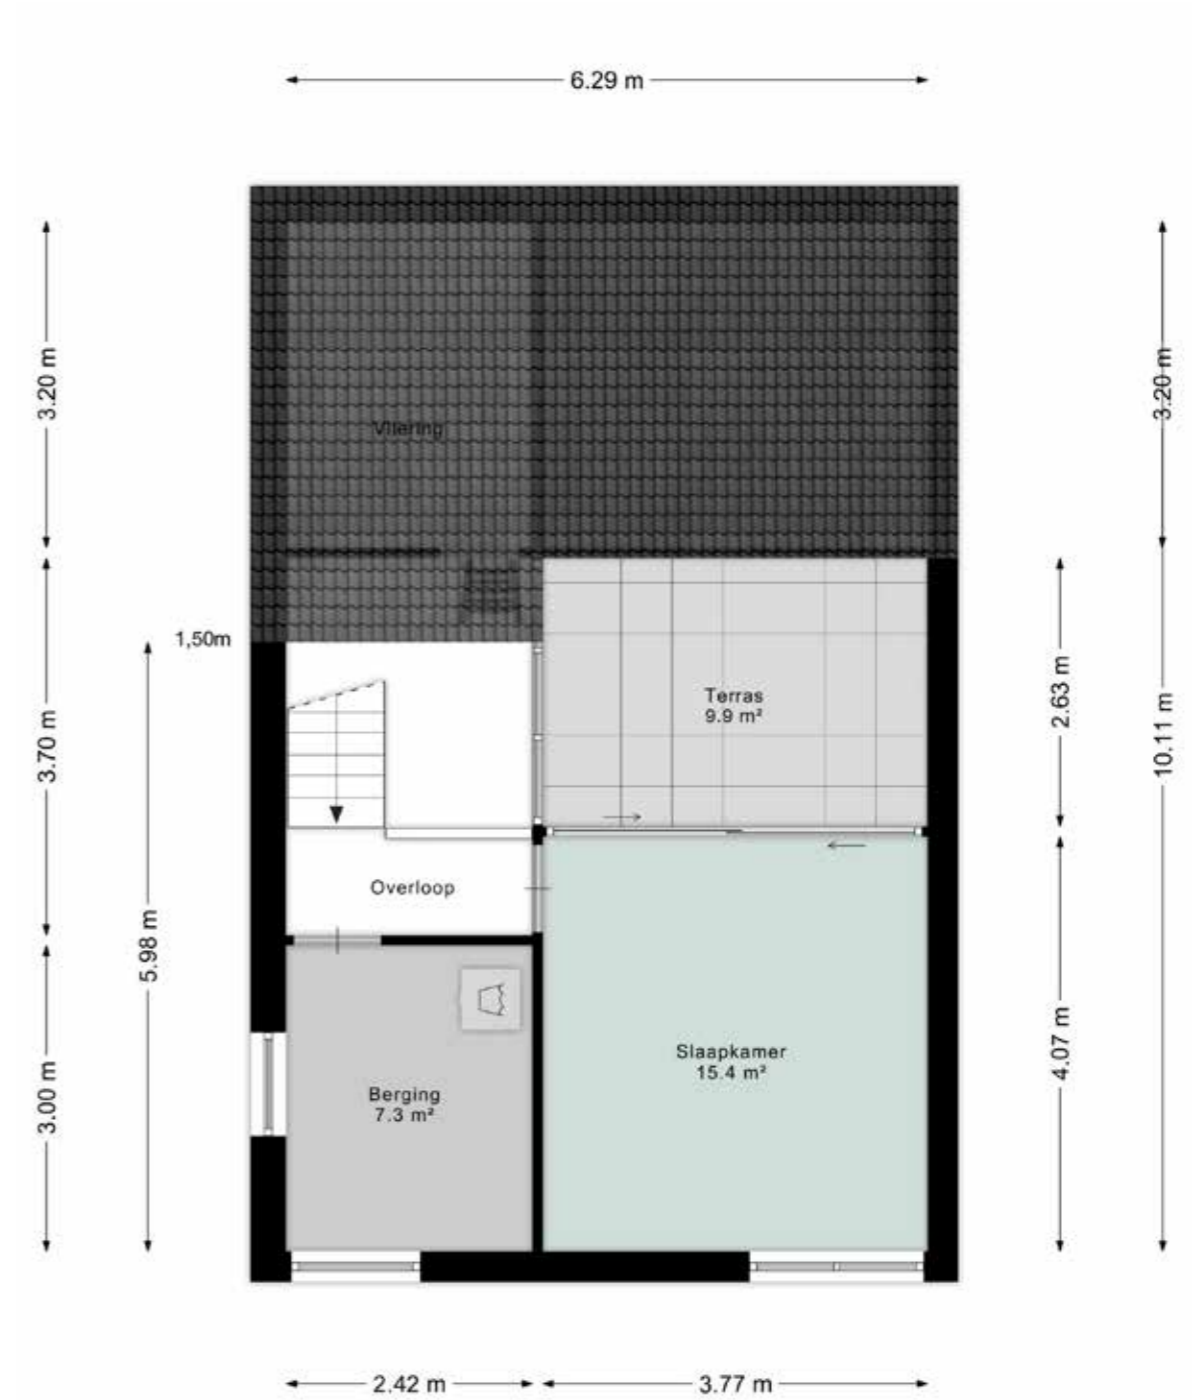 6.29 m
3.20 m
3.20 m
Vliering
1,50m
3.70 m
2.63 m
Terras
9.9 m²
10.11 m
Overloop
5.98 m
4.07 m
3.00 m
Slaapkamer
15.4 m²
Berging
7.3 m²
2.42 m
3.77 m